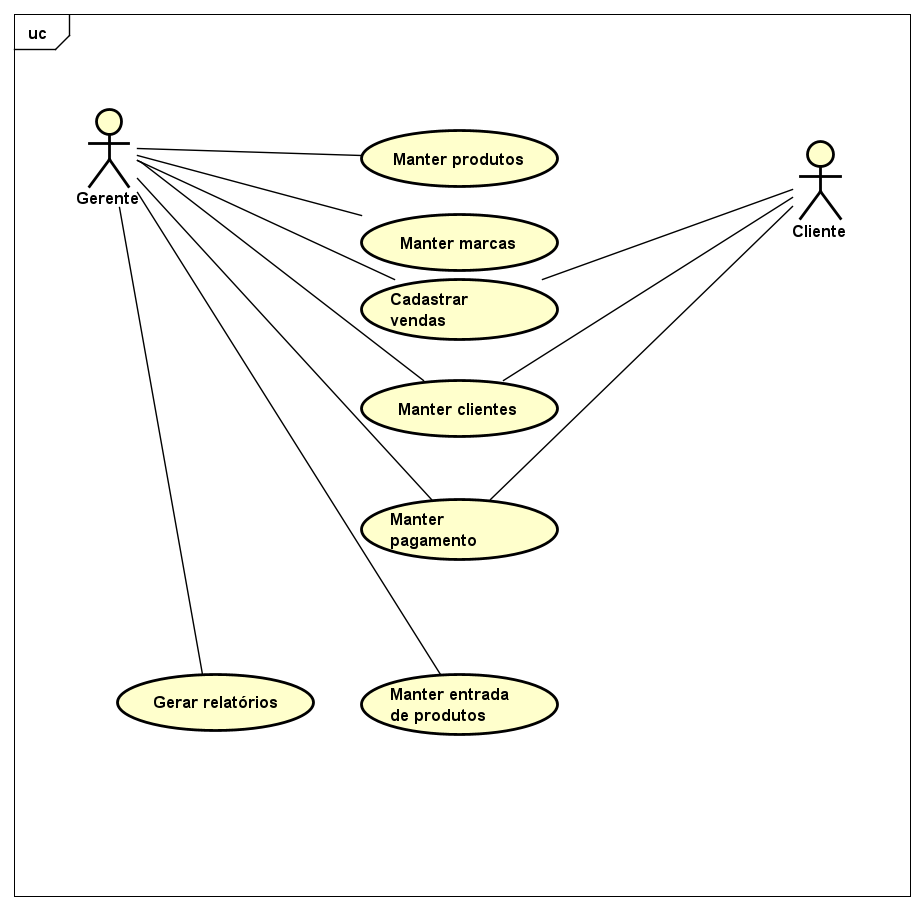 uc
Gerente
Manter produtos
Cliente
Manter marcas
Cadastrar
vendas
Manter clientes
Manter
pagamento
Gerar relatórios
Manter entrada
de produtos